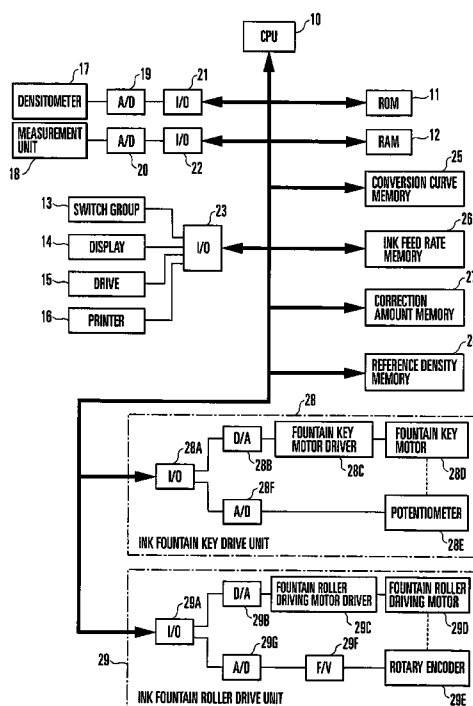 10
CPU
17
19
21
DENSITOMETER
A/D
I/O
ROM
11
MEASUREMENT UNIT
A/D
I/O
RAM
12
18
20
22
25
CONVERSION CURVE MEMORY
13
SWITCH GROUP
23
14
DISPLAY
I/O
26
INK FEED RATE MEMORY
15
DRIVE
16
PRINTER
CORRECTION AMOUNT MEMORY
REFERENCE DENSITY MEMORY
28
28A
I/O
D/A
28B
FOUNTAIN KEY MOTOR DRIVER
28C
FOUNTAIN KEY MOTOR
28D
28F
A/D
POTENTIOMETER
28E
INK FOUNTAIN KEY DRIVE UNIT
29A
I/O
D/A
29B
FOUNTAIN ROLLER DRIVING MOTOR DRIVER
29C
FOUNTAIN ROLLER DRIVING MOTOR
29D
29
29G
A/D
29F
F/V
ROTARY ENCODER
29E
INK FOUNTAIN ROLLER DRIVE UNIT